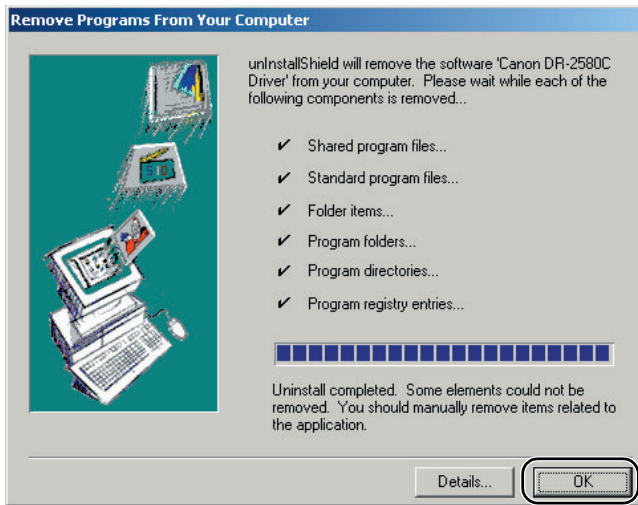 Remove Programs From Your Computer
unInstallShield will remove the software 'Canon DR-2580C
Driver' from your computer. Please wait while each of the
following components is removed...
✔ Shared program files...
✔ Standard program files...
✔ Folder items...
✔ Program folders...
✔ Program directories...
✔ Program registry entries...
Uninstall completed. Some elements could not be
removed. You should manually remove items related to
the application.
Details... OK